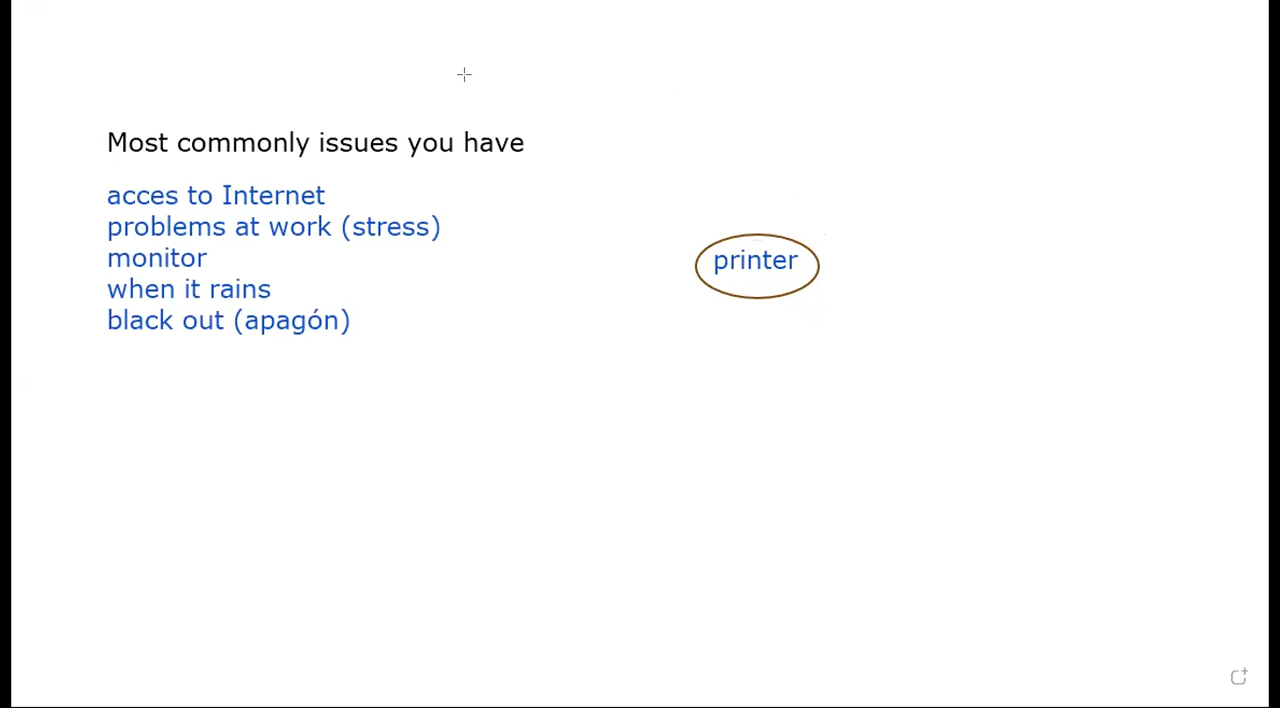 Most commonly issues you have
acces to Internet
problems at work (stress)
monitor
when it rains
black out (apagón)
printer